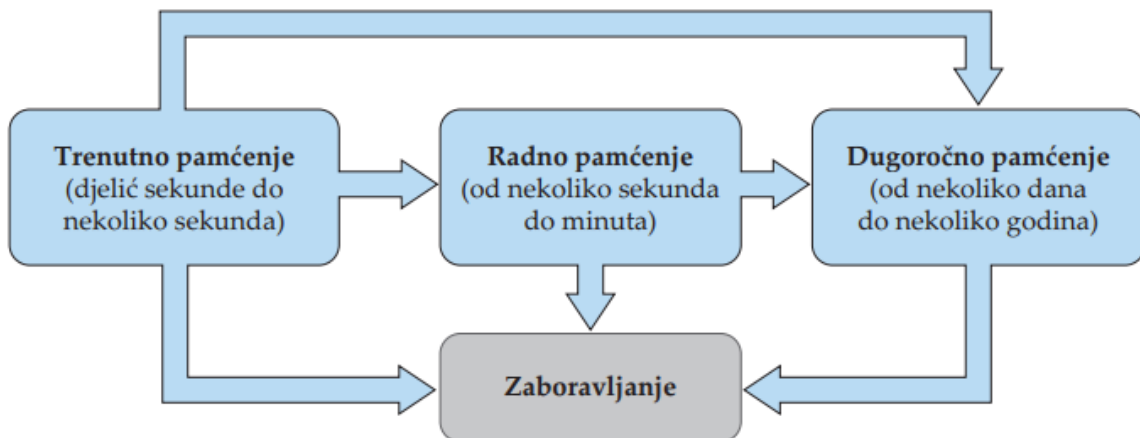 Trenutno pamćenje
(djelić sekunde do
nekoliko sekunda)
Radno pamćenje
(od nekoliko sekunda
do minuta)
Dugoročno pamćenje
(od nekoliko dana
do nekoliko godina)
Zaboravljanje